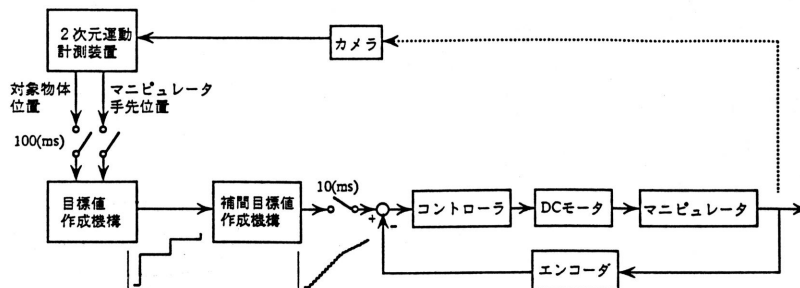 ２次元運動
計測装置
カメラ
対象物体
位置
マニピュレータ
手先位置
100(ms)
目標値
作成機構
補間目標値
作成機構
10(ms)
+
-
コントローラ
DCモータ
マニピュレータ
エンコーダ